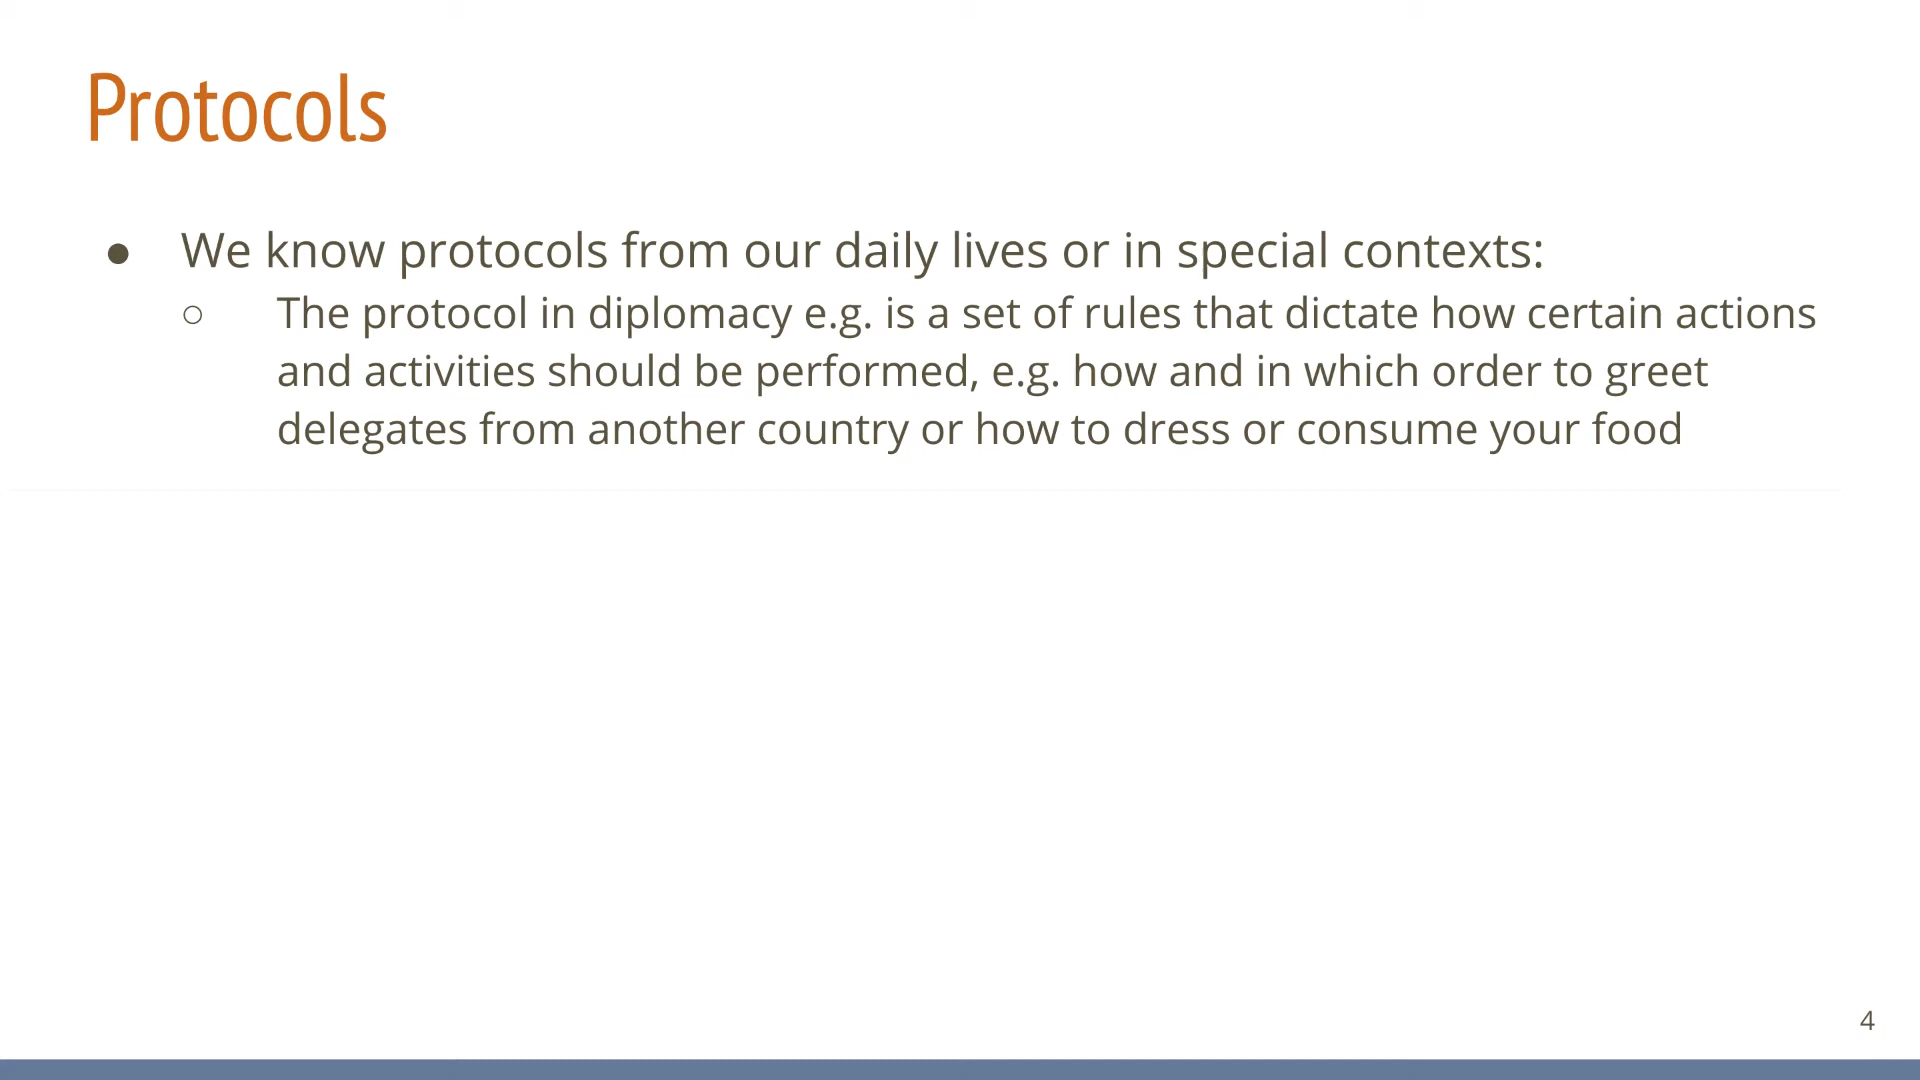 Protocols
● We know protocols from our daily lives or in special contexts:
○ The protocol in diplomacy e.g. is a set of rules that dictate how certain actions
and activities should be performed, e.g. how and in which order to greet
delegates from another country or how to dress or consume your food
4